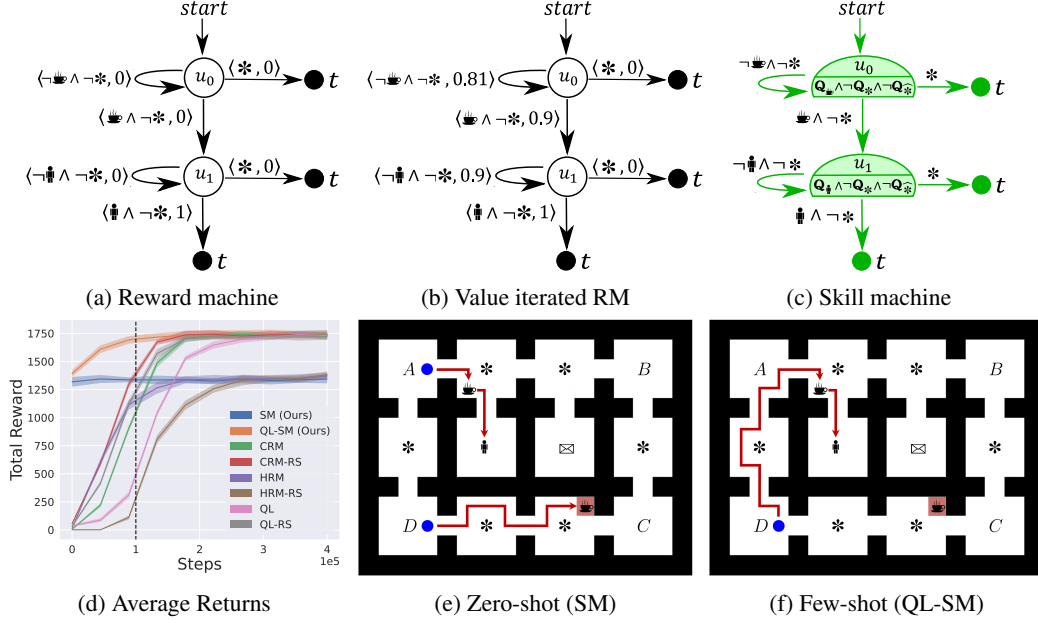 start
start
start
⟨¬☕ ∧ ¬✻, 0⟩ u₀ ⟨✻, 0⟩ t
⟨☕ ∧ ¬✻, 0⟩
⟨¬🚹 ∧ ¬✻, 0⟩ u₁ ⟨✻, 0⟩ t
⟨🚹 ∧ ¬✻, 1⟩
t
⟨¬☕ ∧ ¬✻, 0.81⟩ u₀ ⟨✻, 0⟩ t
⟨☕ ∧ ¬✻, 0.9⟩
⟨¬🚹 ∧ ¬✻, 0.9⟩ u₁ ⟨✻, 0⟩ t
⟨🚹 ∧ ¬✻, 1⟩
t
¬☕ ∧ ¬✻ u₀ ✻ t
Q☕∧¬Q✻∧¬Q✻
☕ ∧ ¬✻
¬🚹 ∧ ¬✻ u₁ ✻ t
Q🚹∧¬Q✻∧¬Q✻
🚹 ∧ ¬✻
t
(a) Reward machine
(b) Value iterated RM
(c) Skill machine
Total Reward
1750
1500
1250
1000
750
500
250
0
SM (Ours)
QL-SM (Ours)
CRM
CRM-RS
HRM
HRM-RS
QL
QL-RS
0 1 2 3 4
1e5
Steps
A B
D C
A B
D C
(d) Average Returns
(e) Zero-shot (SM)
(f) Few-shot (QL-SM)